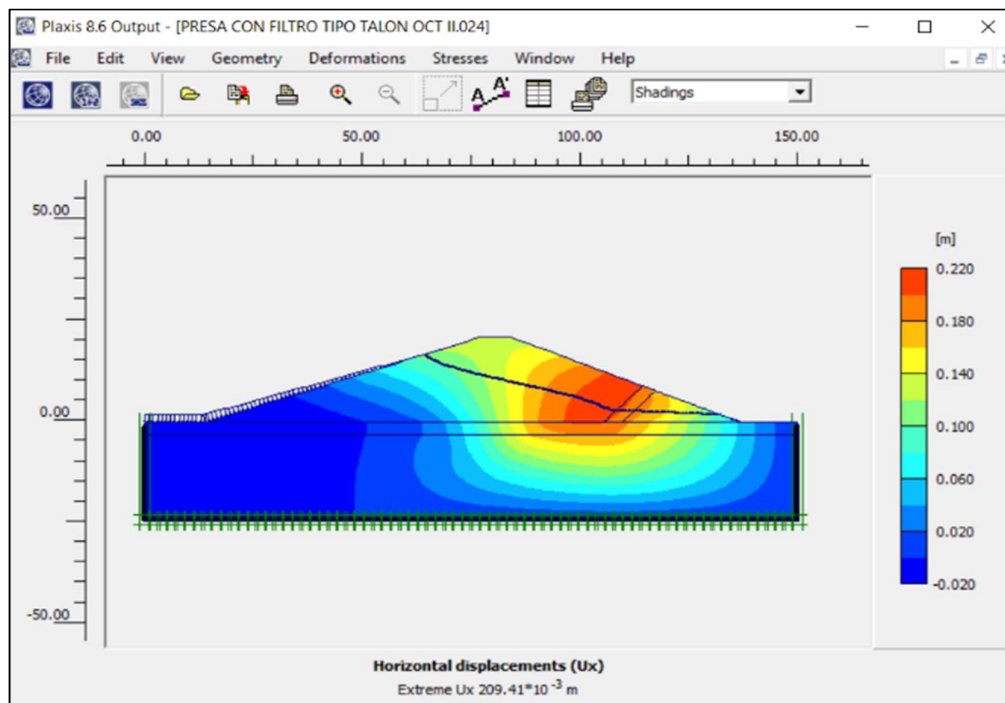 Plaxis 8.6 Output - [PRESA CON FILTRO TIPO TALON OCT II.024]
File Edit View Geometry Deformations Stresses Window Help
Shadings
0.00 50.00 100.00 150.00
50.00
0.00
-50.00
[m]
0.220
0.180
0.140
0.100
0.060
0.020
-0.020
Horizontal displacements (Ux)
Extreme Ux 209.41*10⁻³ m